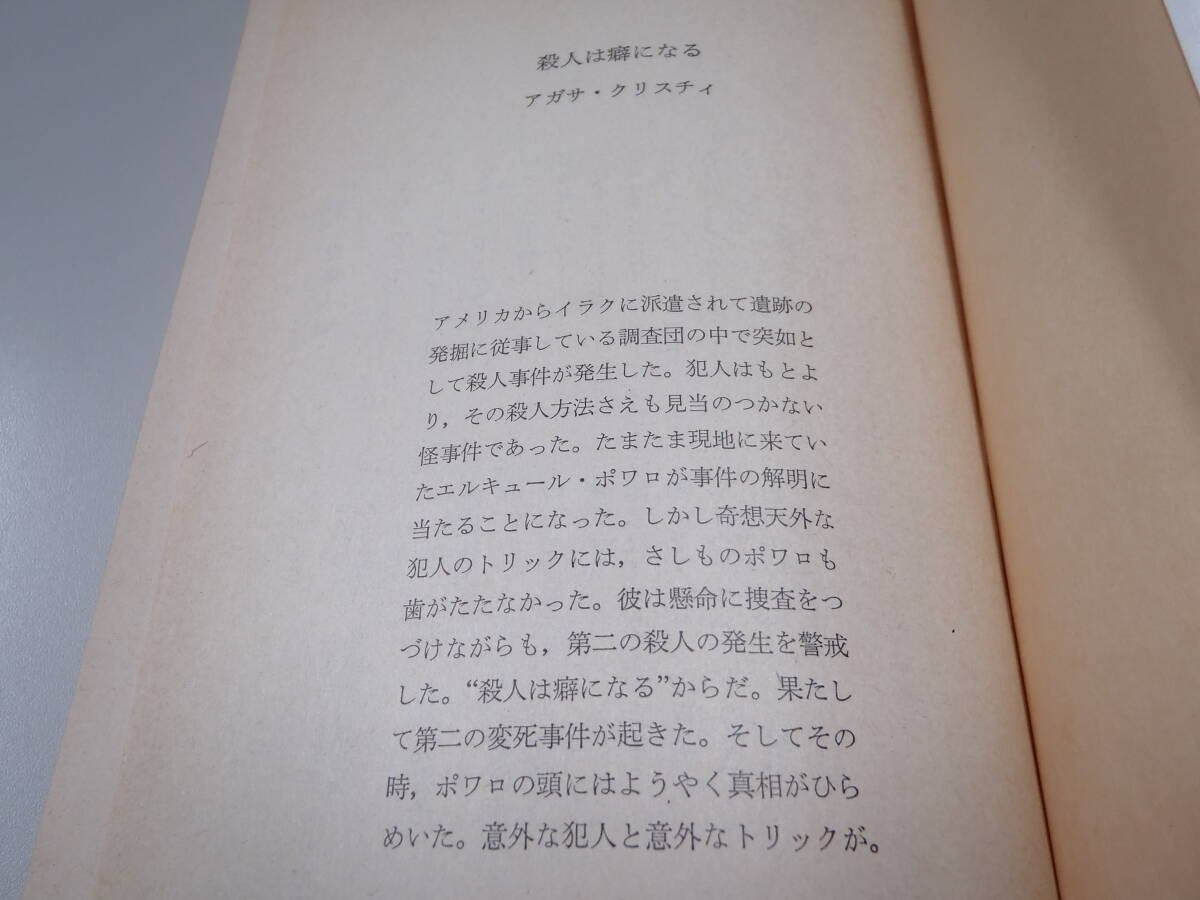 殺人は癖になる
アガサ・クリスティ
アメリカからイラクに派遣されて遺跡の
発掘に従事している調査団の中で突如と
して殺人事件が発生した。犯人はもとよ
り，その殺人方法さえも見当のつかない
怪事件であった。たまたま現地に来てい
たエルキュール・ポワロが事件の解明に
当たることになった。しかし奇想天外な
犯人のトリックには，さしものポワロも
歯がたたなかった。彼は懸命に捜査をつ
づけながらも，第二の殺人の発生を警戒
した。“殺人は癖になる”からだ。果たし
て第二の変死事件が起きた。そしてその
時，ポワロの頭にはようやく真相がひら
めいた。意外な犯人と意外なトリックが。